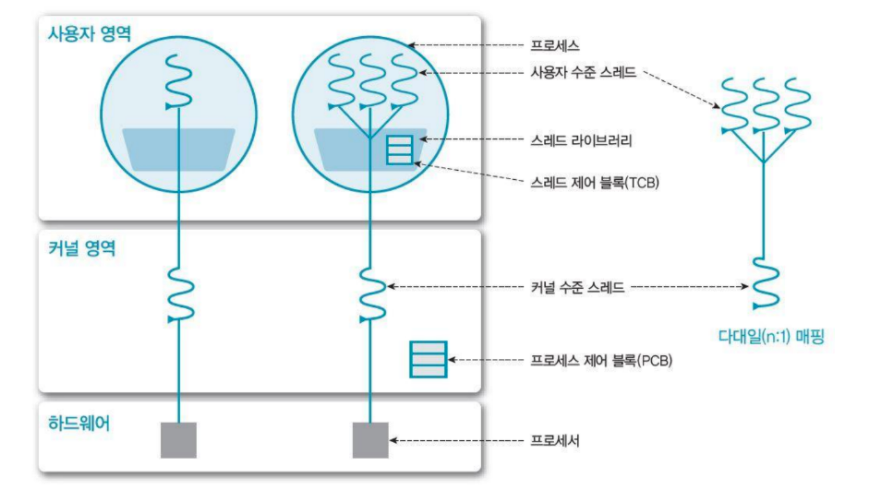 사용자 영역
프로세스
사용자 수준 스레드
스레드 라이브러리
스레드 제어 블록(TCB)
커널 영역
커널 수준 스레드
다대일(n:1) 매핑
프로세스 제어 블록(PCB)
하드웨어
프로세서